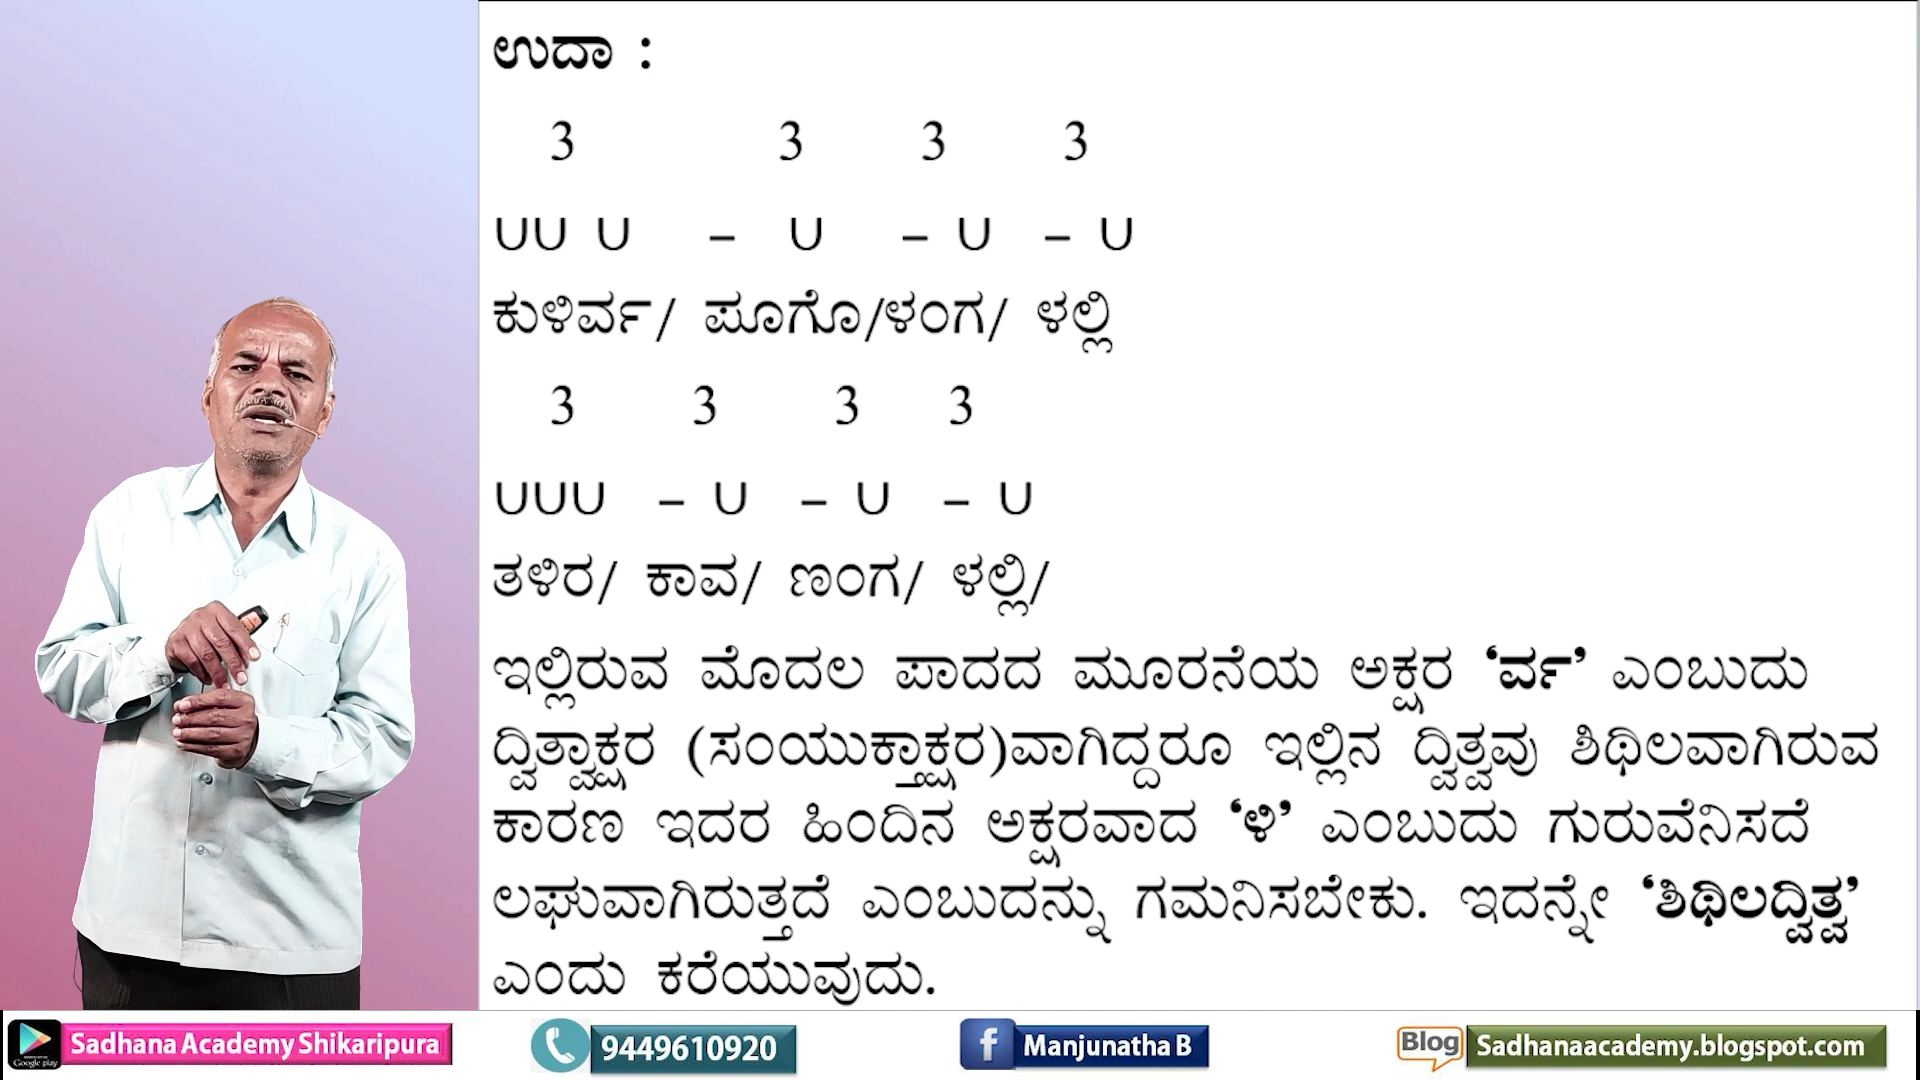 ಉದಾ :
3 3 3 3
UU U – U – U – U
ಕುಳಿರ್ವ/ ಪೂಗೊ/ಳಂಗ/ ಳಲ್ಲಿ
3 3 3 3
UUU – U – U – U
ತಳಿರ/ ಕಾವ/ ಣಂಗ/ ಳಲ್ಲಿ/
ಇಲ್ಲಿರುವ ಮೊದಲ ಪಾದದ ಮೂರನೆಯ ಅಕ್ಷರ ‘ರ್ವ’ ಎಂಬುದು
ದ್ವಿತ್ವಾಕ್ಷರ (ಸಂಯುಕ್ತಾಕ್ಷರ)ವಾಗಿದ್ದರೂ ಇಲ್ಲಿನ ದ್ವಿತ್ವವು ಶಿಥಿಲವಾಗಿರುವ
ಕಾರಣ ಇದರ ಹಿಂದಿನ ಅಕ್ಷರವಾದ ‘ಳಿ’ ಎಂಬುದು ಗುರುವೆನಿಸದೆ
ಲಘುವಾಗಿರುತ್ತದೆ ಎಂಬುದನ್ನು ಗಮನಿಸಬೇಕು. ಇದನ್ನೇ ‘ಶಿಥಿಲದ್ವಿತ್ವ’
ಎಂದು ಕರೆಯುವುದು.
Google play Sadhana Academy Shikaripura 9449610920 f Manjunatha B Blog Sadhanaacademy.blogspot.com